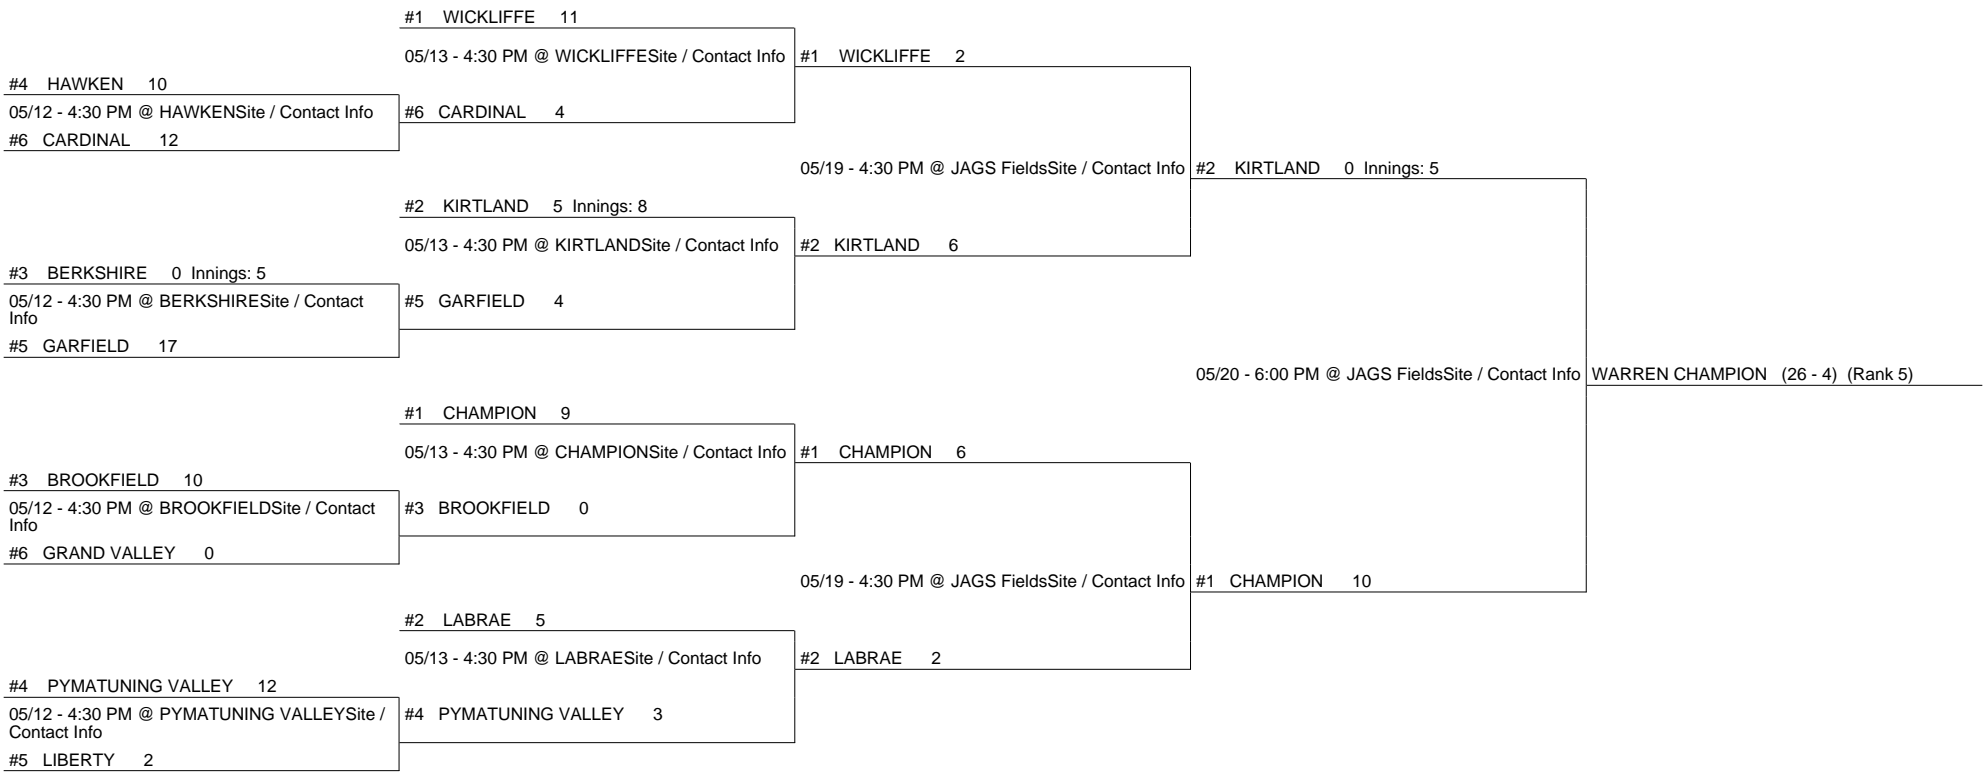 #1 WICKLIFFE 11
05/13 - 4:30 PM @ WICKLIFFESite / Contact Info
#1 WICKLIFFE 2
#4 HAWKEN 10
05/12 - 4:30 PM @ HAWKENSite / Contact Info
#6 CARDINAL 4
#6 CARDINAL 12
05/19 - 4:30 PM @ JAGS FieldsSite / Contact Info
#2 KIRTLAND 0 Innings: 5
#2 KIRTLAND 5 Innings: 8
05/13 - 4:30 PM @ KIRTLANDSite / Contact Info
#2 KIRTLAND 6
#3 BERKSHIRE 0 Innings: 5
05/12 - 4:30 PM @ BERKSHIRESite / Contact
Info
#5 GARFIELD 4
#5 GARFIELD 17
05/20 - 6:00 PM @ JAGS FieldsSite / Contact Info
WARREN CHAMPION (26 - 4) (Rank 5)
#1 CHAMPION 9
05/13 - 4:30 PM @ CHAMPIONSite / Contact Info
#1 CHAMPION 6
#3 BROOKFIELD 10
05/12 - 4:30 PM @ BROOKFIELDSite / Contact
Info
#3 BROOKFIELD 0
#6 GRAND VALLEY 0
05/19 - 4:30 PM @ JAGS FieldsSite / Contact Info
#1 CHAMPION 10
#2 LABRAE 5
05/13 - 4:30 PM @ LABRAESite / Contact Info
#2 LABRAE 2
#4 PYMATUNING VALLEY 12
05/12 - 4:30 PM @ PYMATUNING VALLEYSite /
Contact Info
#4 PYMATUNING VALLEY 3
#5 LIBERTY 2